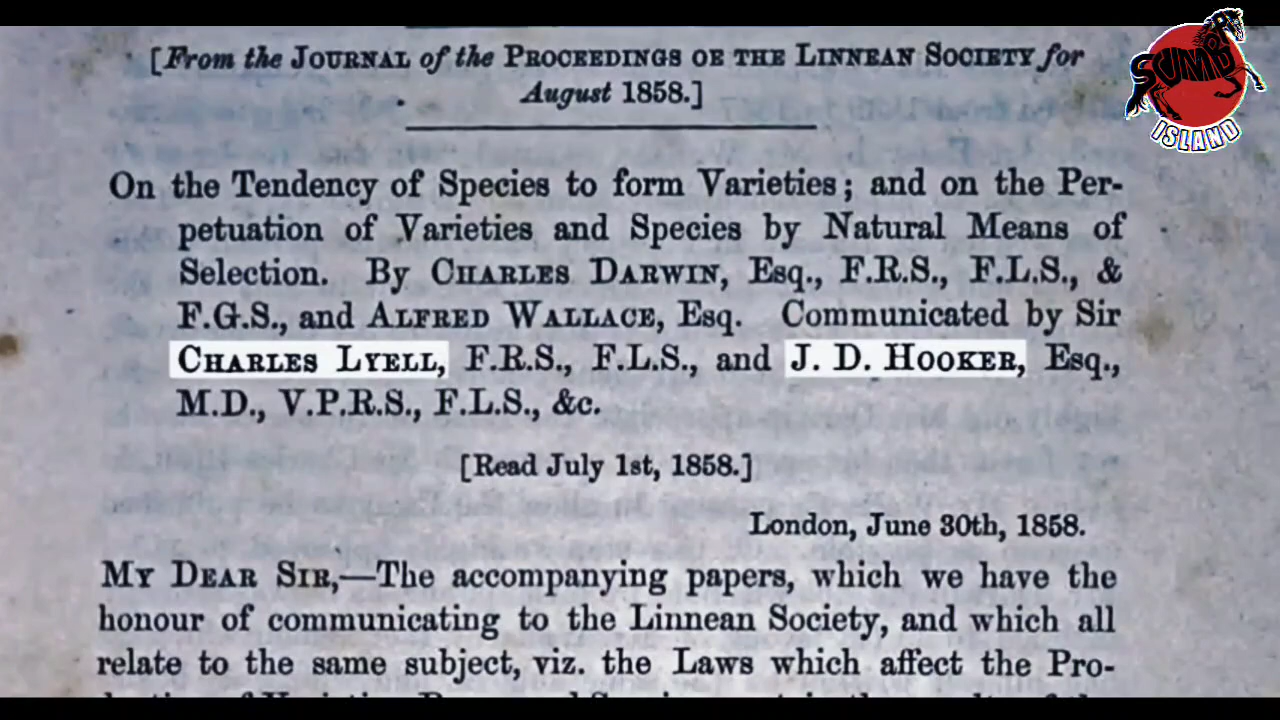 [From the JOURNAL of the PROCEEDINGS OF THE LINNEAN SOCIETY for
August 1858.]
On the Tendency of Species to form Varieties; and on the Per-
petuation of Varieties and Species by Natural Means of
Selection. By CHARLES DARWIN, Esq., F.R.S., F.L.S., &
F.G.S., and ALFRED WALLACE, Esq. Communicated by Sir
CHARLES LYELL, F.R.S., F.L.S., and J. D. HOOKER, Esq.,
M.D., V.P.R.S., F.L.S., &c.
[Read July 1st, 1858.]
London, June 30th, 1858.
MY DEAR SIR,—The accompanying papers, which we have the
honour of communicating to the Linnean Society, and which all
relate to the same subject, viz. the Laws which affect the Pro-
SUMB
ISLAND